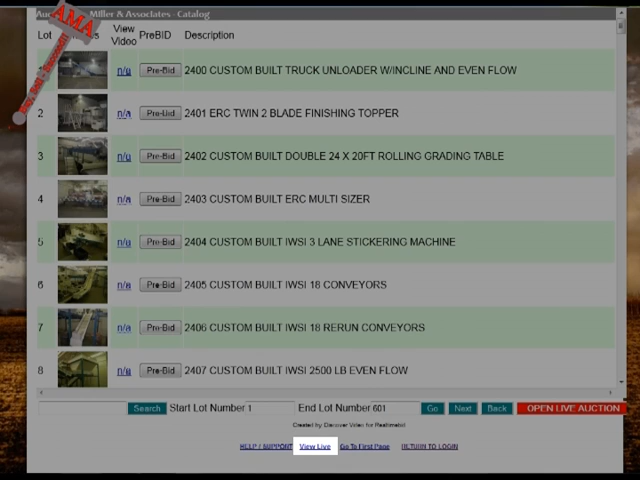 Miller & Associates - Catalog
AMA
Lot View Video PreBID Description
n/a Pre-Bid 2400 CUSTOM BUILT TRUCK UNLOADER W/INCLINE AND EVEN FLOW
2 n/a Pre-Bid 2401 ERC TWIN 2 BLADE FINISHING TOPPER
3 n/a Pre-Bid 2402 CUSTOM BUILT DOUBLE 24 X 20FT ROLLING GRADING TABLE
4 n/a Pre-Bid 2403 CUSTOM BUILT ERC MULTI SIZER
5 n/a Pre-Bid 2404 CUSTOM BUILT IWSI 3 LANE STICKERING MACHINE
6 n/a Pre-Bid 2405 CUSTOM BUILT IWSI 18 CONVEYORS
7 n/a Pre-Bid 2406 CUSTOM BUILT IWSI 18 RERUN CONVEYORS
8 n/a Pre-Bid 2407 CUSTOM BUILT IWSI 2500 LB EVEN FLOW
Search Start Lot Number 1 End Lot Number 601 Go Next Back OPEN LIVE AUCTION
Created by Discover Video for Realtimebid
HELP / SUPPORT View Live Go To First Page RETURN TO LOGIN